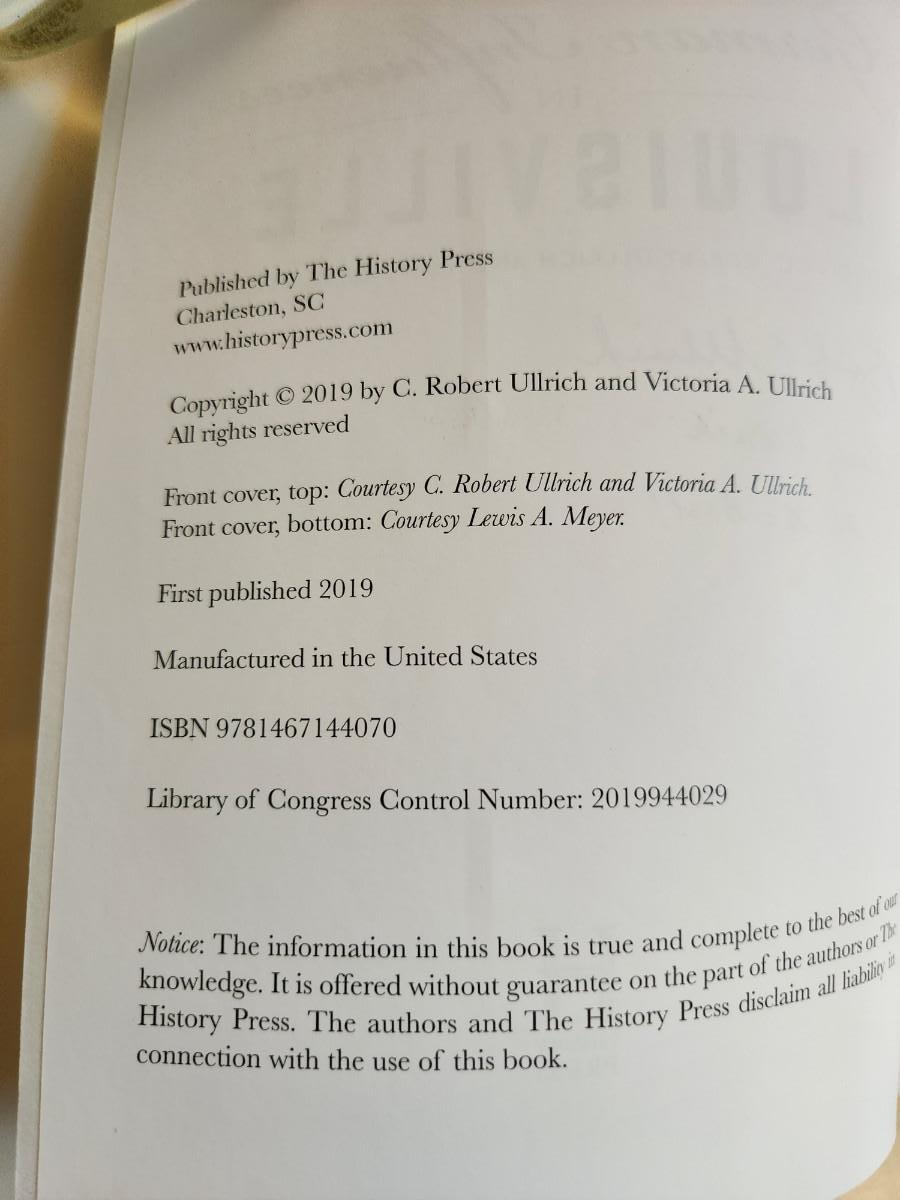 Published by The History Press
Charleston, SC
www.historypress.com
Copyright © 2019 by C. Robert Ullrich and Victoria A. Ullrich
All rights reserved
Front cover, top: Courtesy C. Robert Ullrich and Victoria A. Ullrich.
Front cover, bottom: Courtesy Lewis A. Meyer.
First published 2019
Manufactured in the United States
ISBN 9781467144070
Library of Congress Control Number: 2019944029
Notice: The information in this book is true and complete to the best of our
knowledge. It is offered without guarantee on the part of the authors or The
History Press. The authors and The History Press disclaim all liability in
connection with the use of this book.